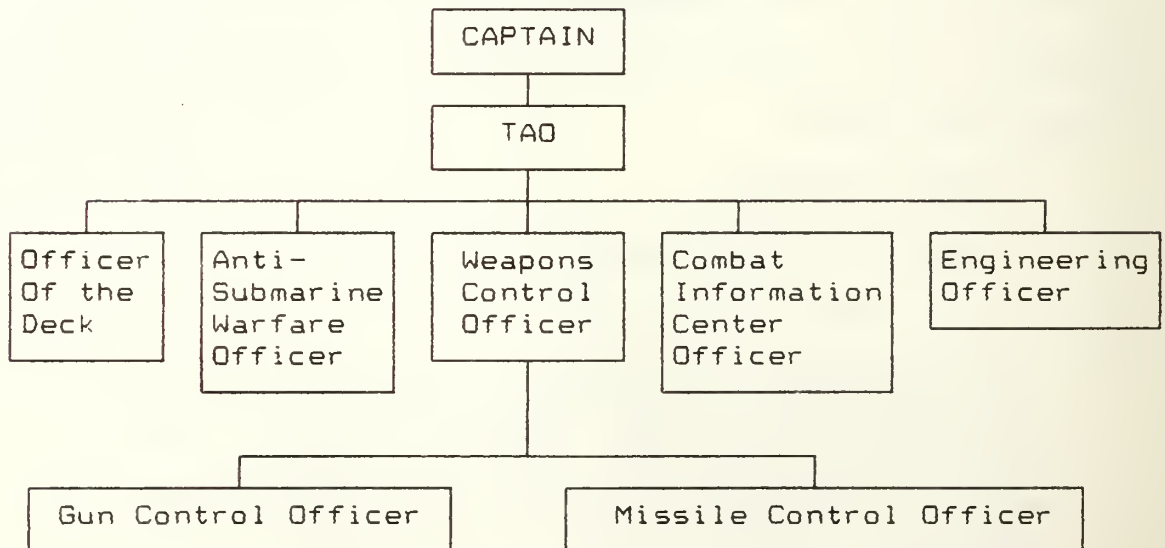 CAPTAIN
TAO
Officer
Of the
Deck
Anti-
Submarine
Warfare
Officer
Weapons
Control
Officer
Combat
Information
Center
Officer
Engineering
Officer
Gun Control Officer
Missile Control Officer